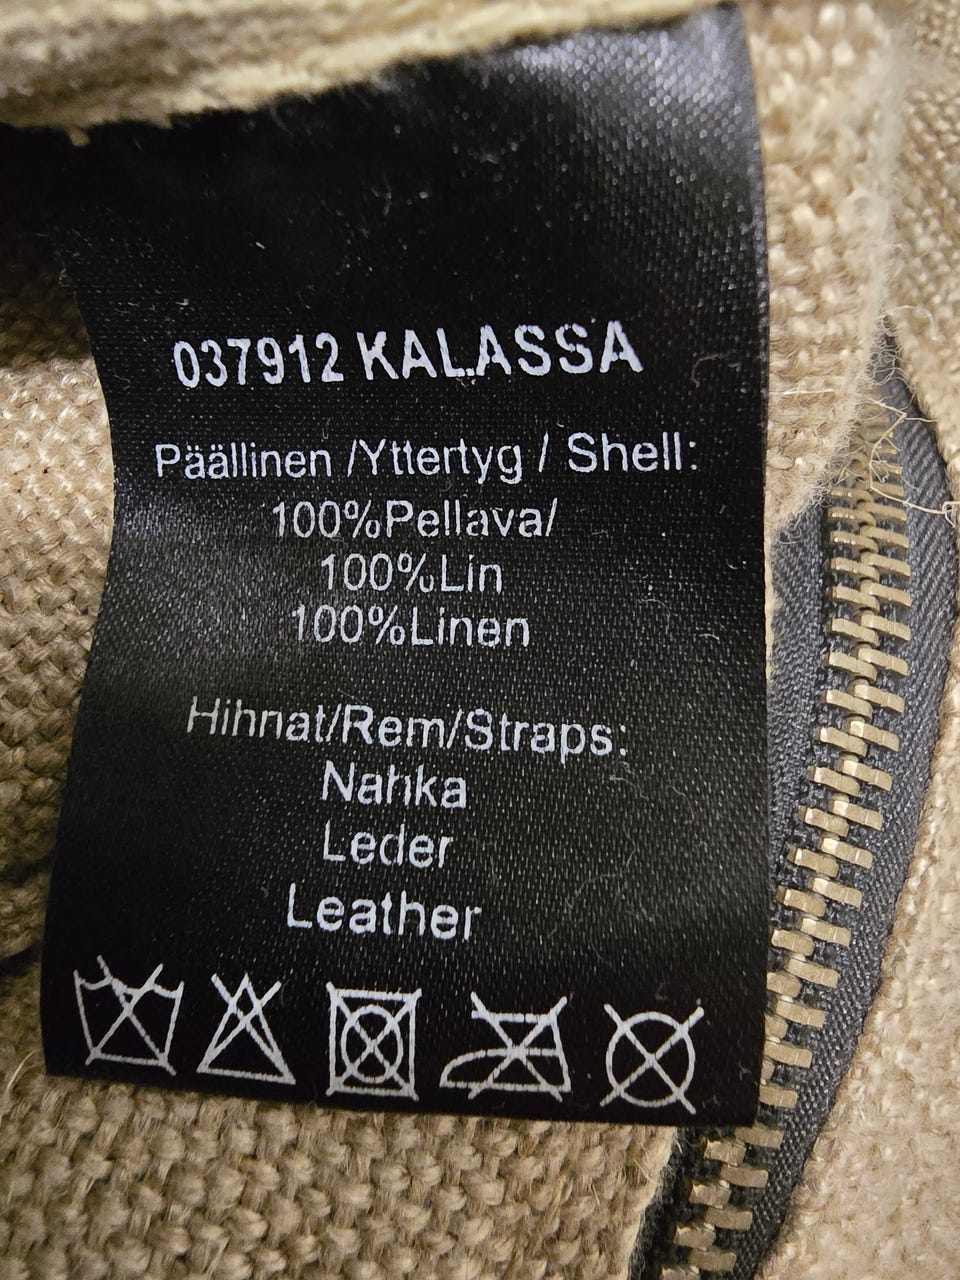 037912 KALASSA
Päällinen /Yttertyg / Shell:
100%Pellava/
100%Lin
100%Linen
Hihnat/Rem/Straps:
Nahka
Leder
Leather